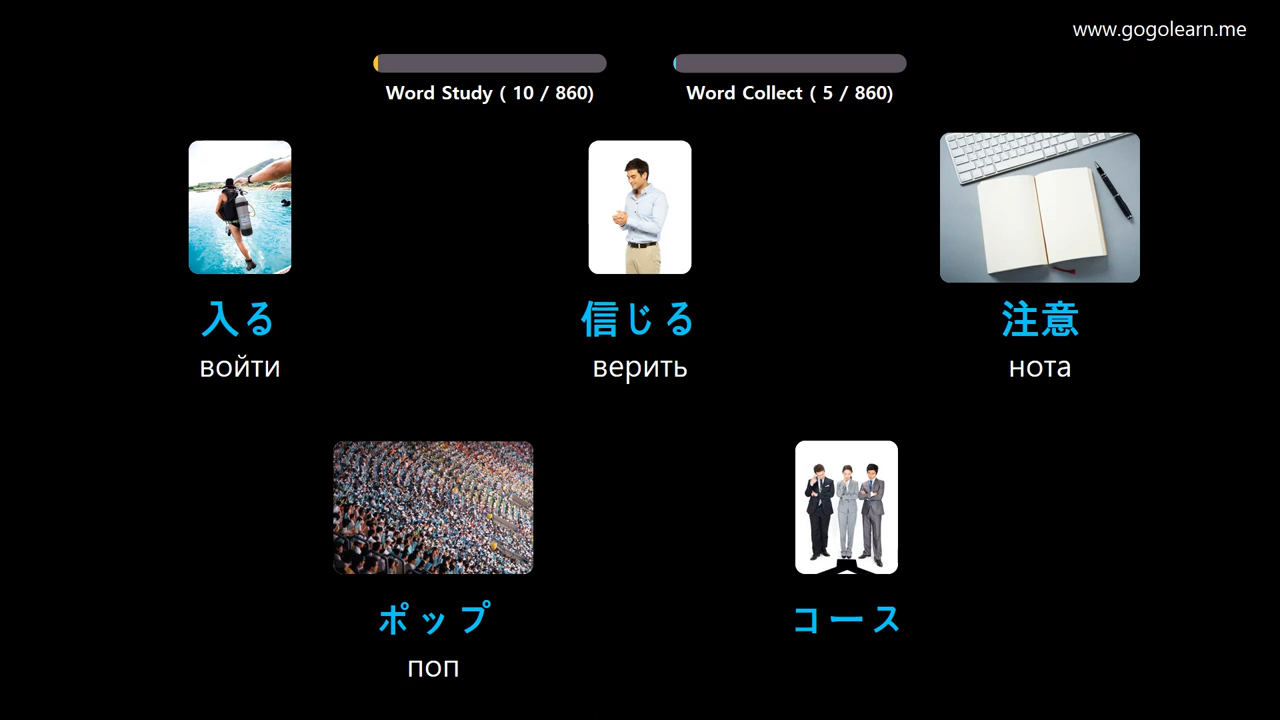 www.gogolearn.me
Word Study ( 10 / 860)
Word Collect ( 5 / 860)
入る
войти
信じる
верить
注意
нота
ポップ
поп
コース